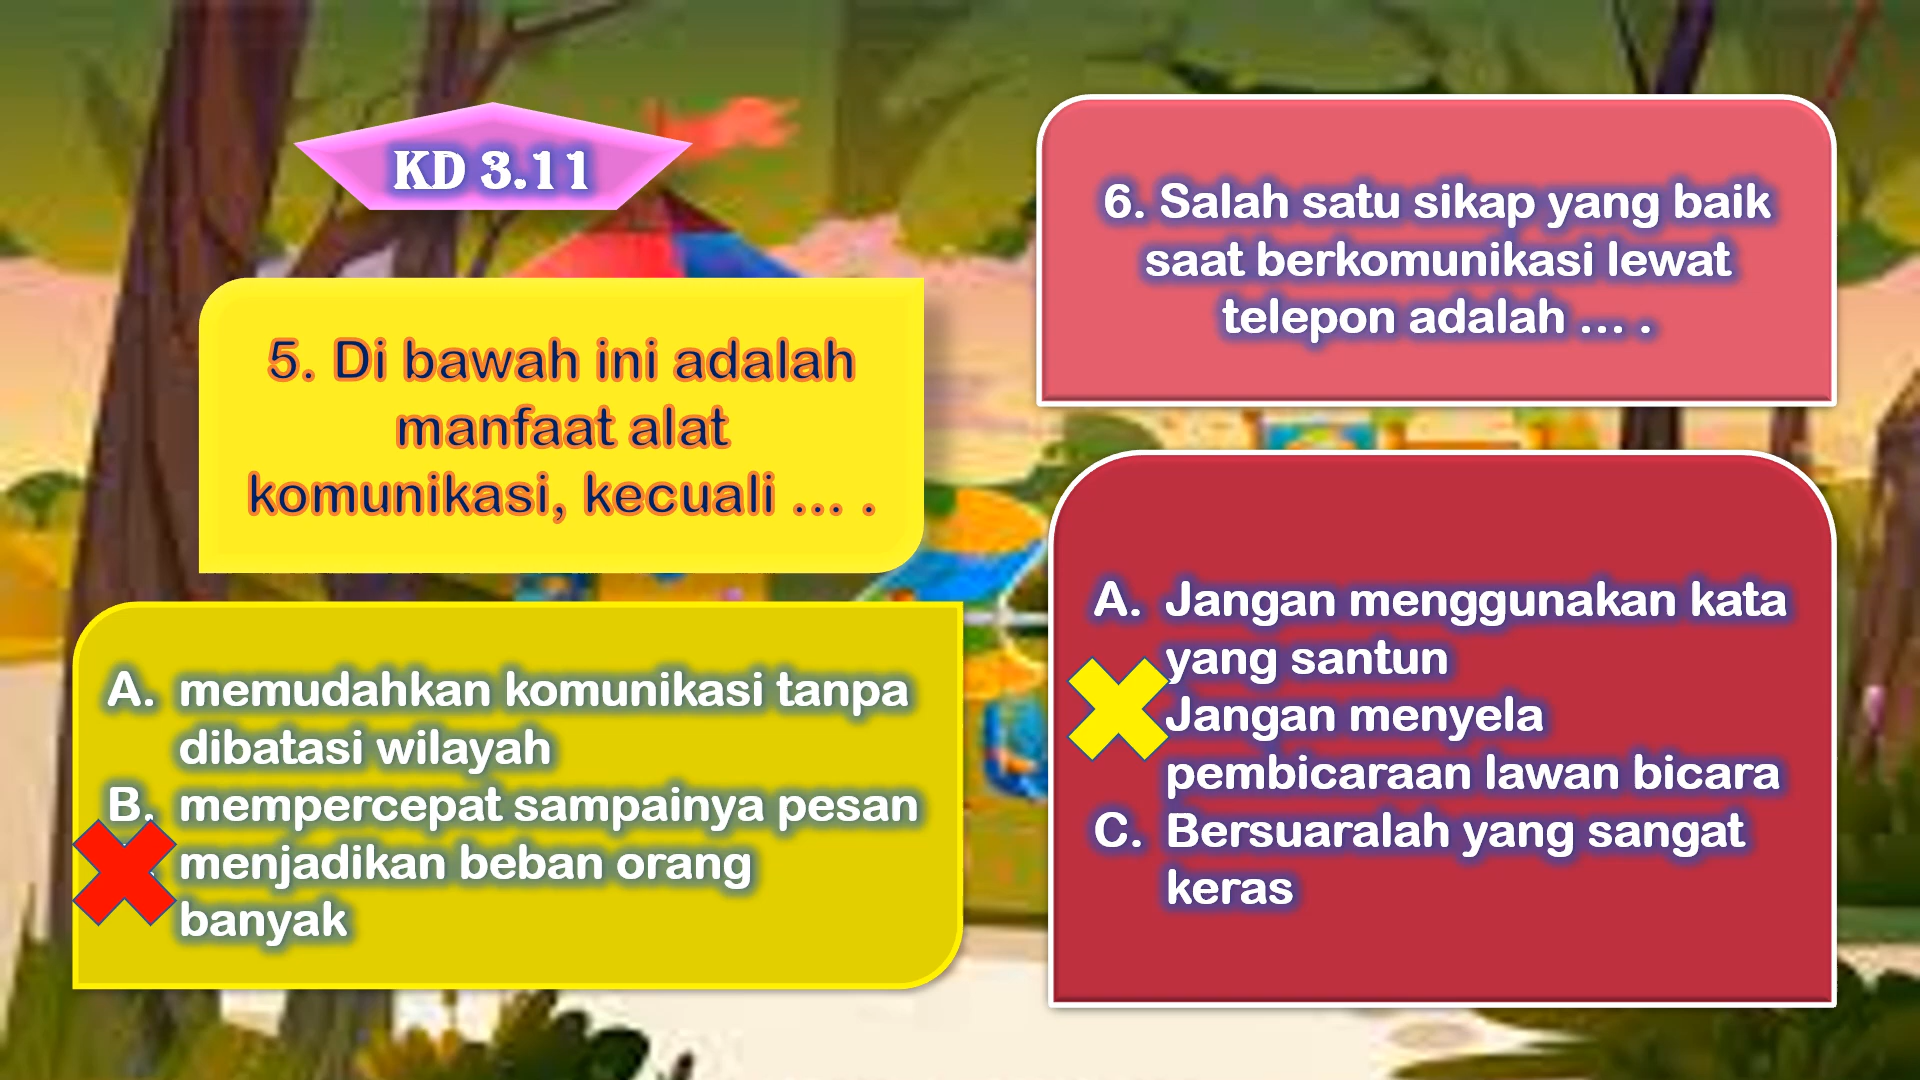 KD 3.11
5. Di bawah ini adalah
manfaat alat
komunikasi, kecuali ... .
A. memudahkan komunikasi tanpa
dibatasi wilayah
B. mempercepat sampainya pesan
menjadikan beban orang
banyak
6. Salah satu sikap yang baik
saat berkomunikasi lewat
telepon adalah ... .
A. Jangan menggunakan kata
yang santun
Jangan menyela
pembicaraan lawan bicara
C. Bersuaralah yang sangat
keras